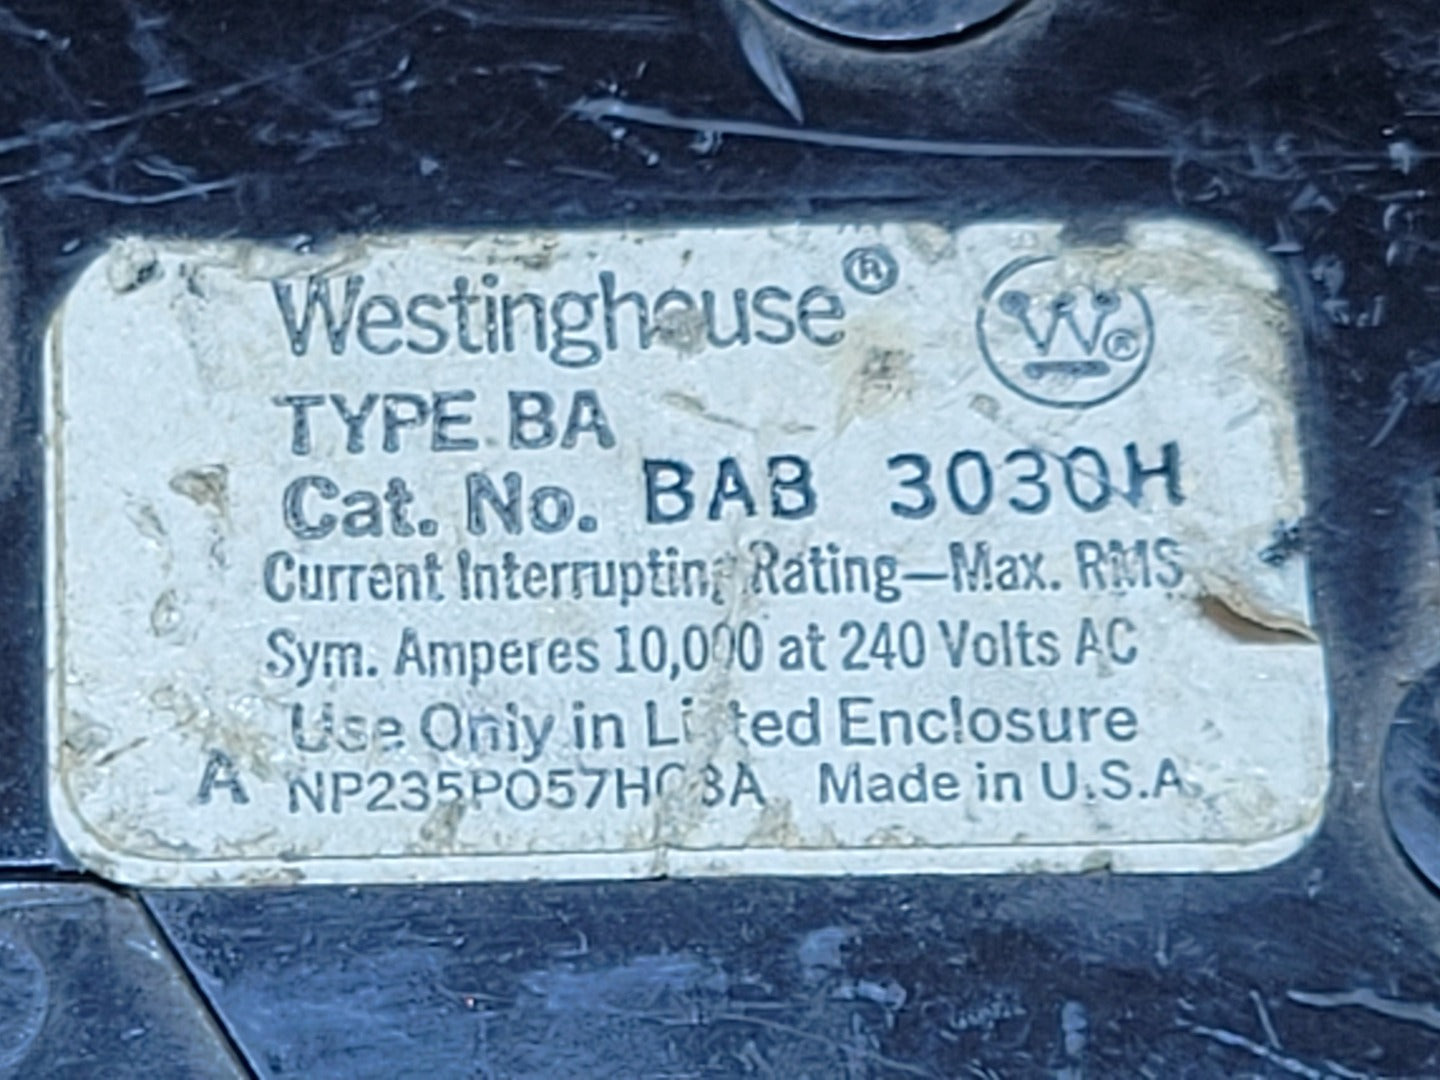 Westinghouse® W®
TYPE BA
Cat. No. BAB 3030H
Current Interrupting Rating—Max. RMS
Sym. Amperes 10,000 at 240 Volts AC
Use Only in Listed Enclosure
A Made in U.S.A.